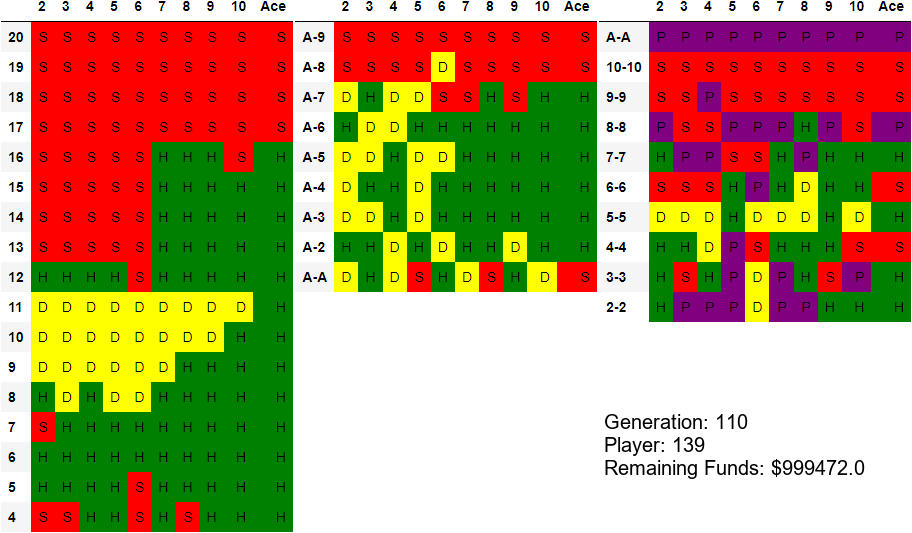 2 3 4 5 6 7 8 9 10 Ace
20 S S S S S S S S S S
19 S S S S S S S S S S
18 S S S S S S S S S S
17 S S S S S S S S S S
16 S S S S S H H H S H
15 S S S S S H H H H H
14 S S S S S H H H H H
13 S S S S S H H H H H
12 H H H H S H H H H H
11 D D D D D D D D D H
10 D D D D D D D D H H
9 D D D D D D H H H H
8 H D H D D H H H H H
7 S H H H H H H H H H
6 H H H H H H H H H H
5 H H H H S H H H H H
4 S S H H S H S H H H
2 3 4 5 6 7 8 9 10 Ace
A-9 S S S S S S S S S S
A-8 S S S S D S S S S S
A-7 D H D D S S H S H H
A-6 H D D H H H H H H H
A-5 D D H D D H H H H H
A-4 D H H D H H H H H H
A-3 D D H D H H H H H H
A-2 H H D H D H H D H H
A-A D H D S H D S H D S
2 3 4 5 6 7 8 9 10 Ace
A-A P P P P P P P P P P
10-10 S S S S S S S S S S
9-9 S S P S S S S S S S
8-8 P S S P P P H P S P
7-7 H P P S S H P H H H
6-6 S S S H P H D H H S
5-5 D D D H D D D H D H
4-4 H H D P S H H H S S
3-3 H S H P D P H S P H
2-2 H P P P D P P H H H
Generation: 110
Player: 139
Remaining Funds: $999472.0